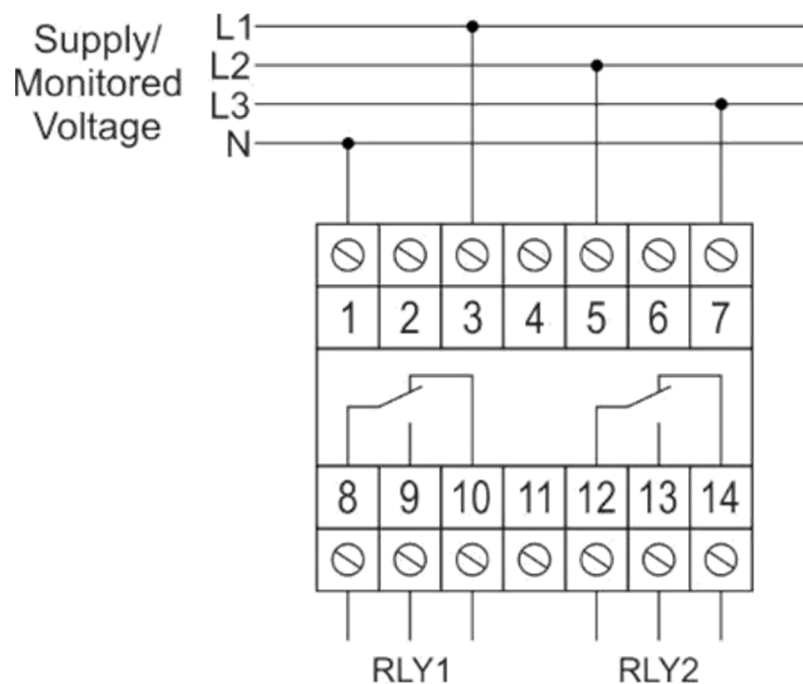 Supply/
Monitored
Voltage
L1
L2
L3
N
1 2 3 4 5 6 7
8 9 10 11 12 13 14
RLY1 RLY2